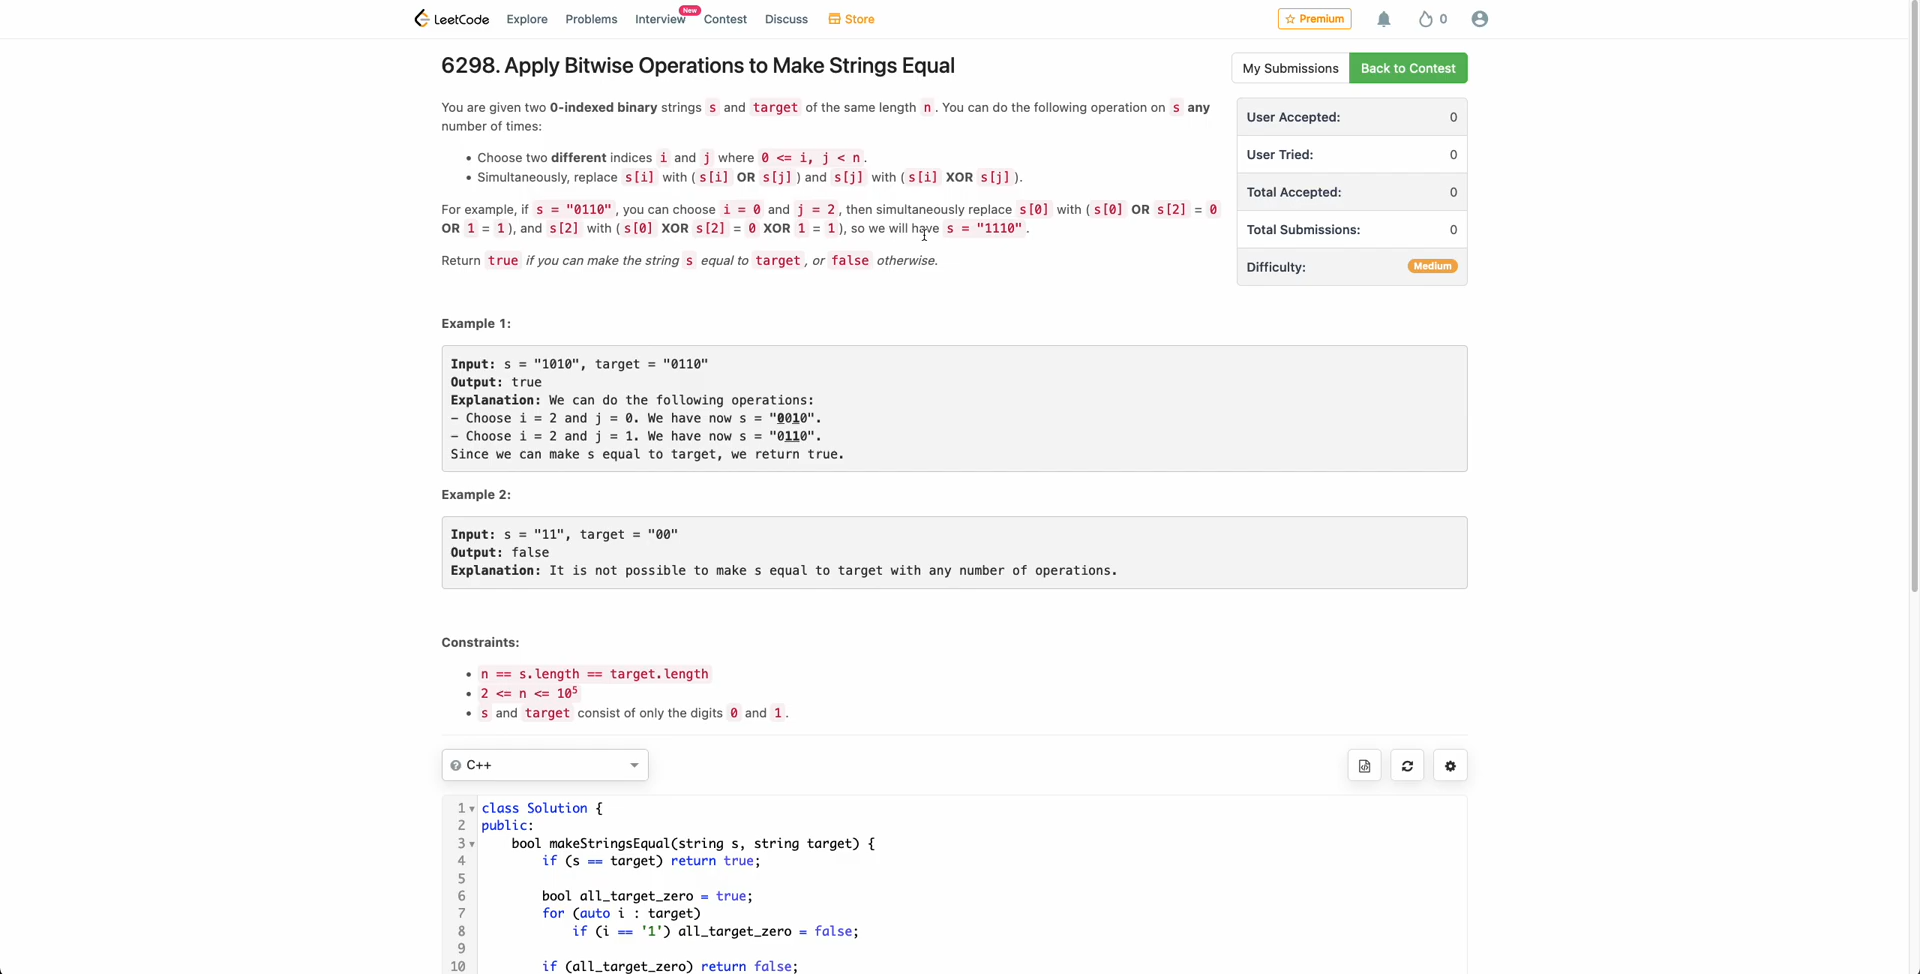 LeetCode Explore Problems Interview New Contest Discuss Store Premium 0
6298. Apply Bitwise Operations to Make Strings Equal
My Submissions Back to Contest
You are given two 0-indexed binary strings s and target of the same length n. You can do the following operation on s any
number of times:
• Choose two different indices i and j where 0 <= i, j < n.
• Simultaneously, replace s[i] with (s[i] OR s[j]) and s[j] with (s[i] XOR s[j]).
For example, if s = "0110", you can choose i = 0 and j = 2, then simultaneously replace s[0] with (s[0] OR s[2] = 0
OR 1 = 1), and s[2] with (s[0] XOR s[2] = 0 XOR 1 = 1), so we will have s = "1110".
Return true if you can make the string s equal to target, or false otherwise.
User Accepted: 0
User Tried: 0
Total Accepted: 0
Total Submissions: 0
Difficulty: Medium
Example 1:
Input: s = "1010", target = "0110"
Output: true
Explanation: We can do the following operations:
- Choose i = 2 and j = 0. We have now s = "0010".
- Choose i = 2 and j = 1. We have now s = "0110".
Since we can make s equal to target, we return true.
Example 2:
Input: s = "11", target = "00"
Output: false
Explanation: It is not possible to make s equal to target with any number of operations.
Constraints:
• n == s.length == target.length
• 2 <= n <= 10⁵
• s and target consist of only the digits 0 and 1.
C++
1 class Solution {
2 public:
3     bool makeStringsEqual(string s, string target) {
4         if (s == target) return true;
5
6         bool all_target_zero = true;
7         for (auto i : target)
8             if (i == '1') all_target_zero = false;
9
10         if (all_target_zero) return false;